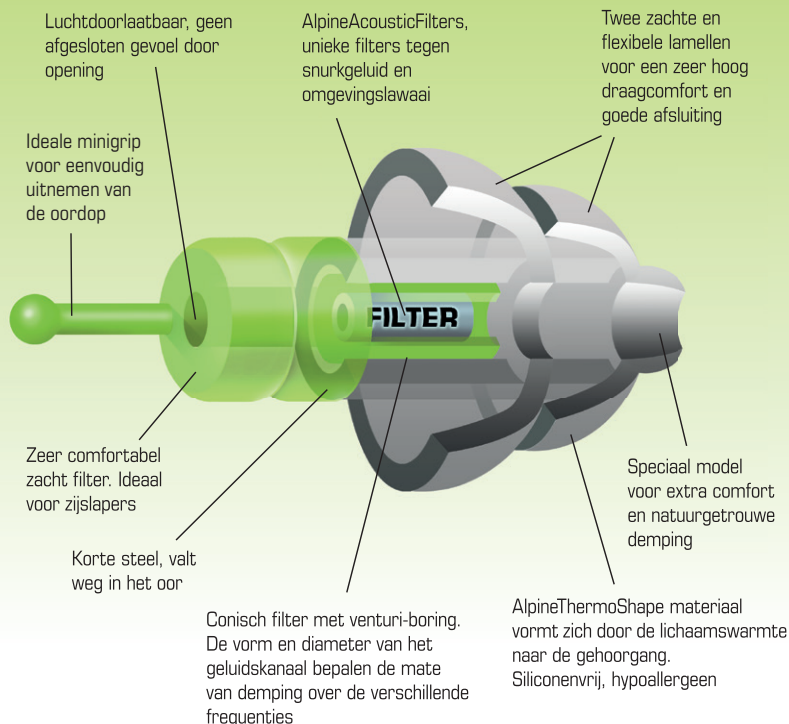 Luchtdoorlaatbaar, geen
afgesloten gevoel door
opening
AlpineAcousticFilters,
unieke filters tegen
snurkgeluid en
omgevingslawaai
Twee zachte en
flexibele lamellen
voor een zeer hoog
draagcomfort en
goede afsluiting
Ideale minigrip
voor eenvoudig
uitnemen van
de oordop
FILTER
Zeer comfortabel
zacht filter. Ideaal
voor zijslapers
Speciaal model
voor extra comfort
en natuurgetrouwe
demping
Korte steel, valt
weg in het oor
Conisch filter met venturi-boring.
De vorm en diameter van het
geluidskanaal bepalen de mate
van demping over de verschillende
frequenties
AlpineThermoShape materiaal
vormt zich door de lichaamswarmte
naar de gehoorgang.
Siliconenvrij, hypoallergeen